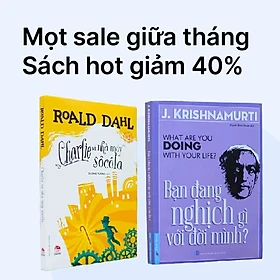 Mọt sale giữa tháng
Sách hot giảm 40%
ROALD DAHL
Charlie và nhà máy
sôcôla
J. KRISHNAMURTI
WHAT ARE YOU
DOING
WITH YOUR LIFE?
Bạn đang
nghịch gì
với đời mình?